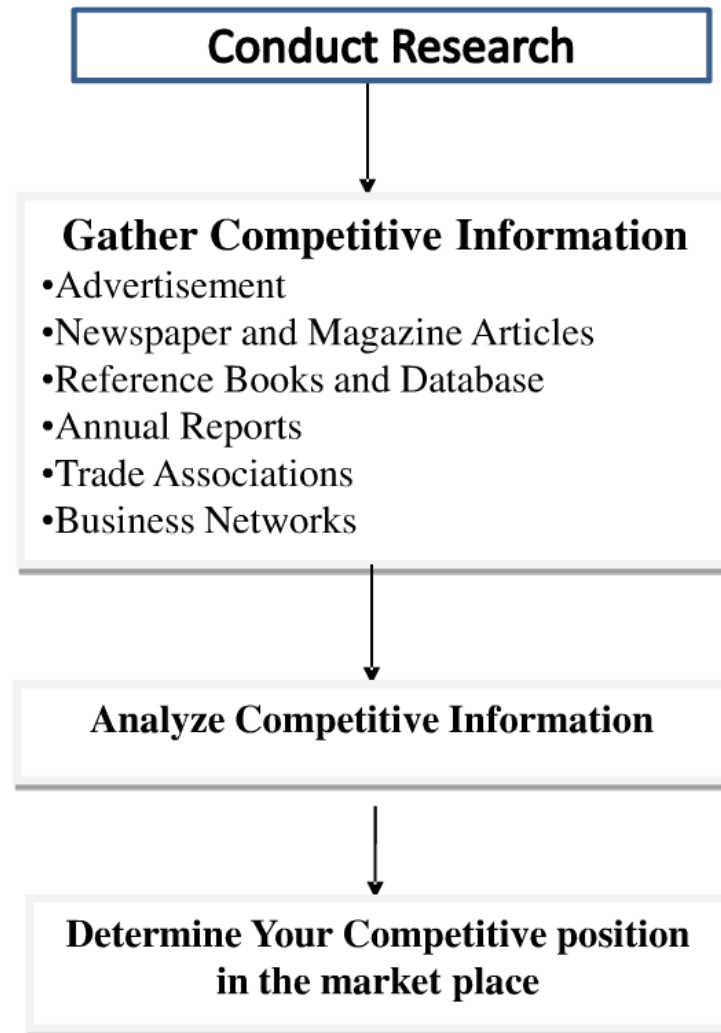 Conduct Research
Gather Competitive Information
•Advertisement
•Newspaper and Magazine Articles
•Reference Books and Database
•Annual Reports
•Trade Associations
•Business Networks
Analyze Competitive Information
Determine Your Competitive position
in the market place